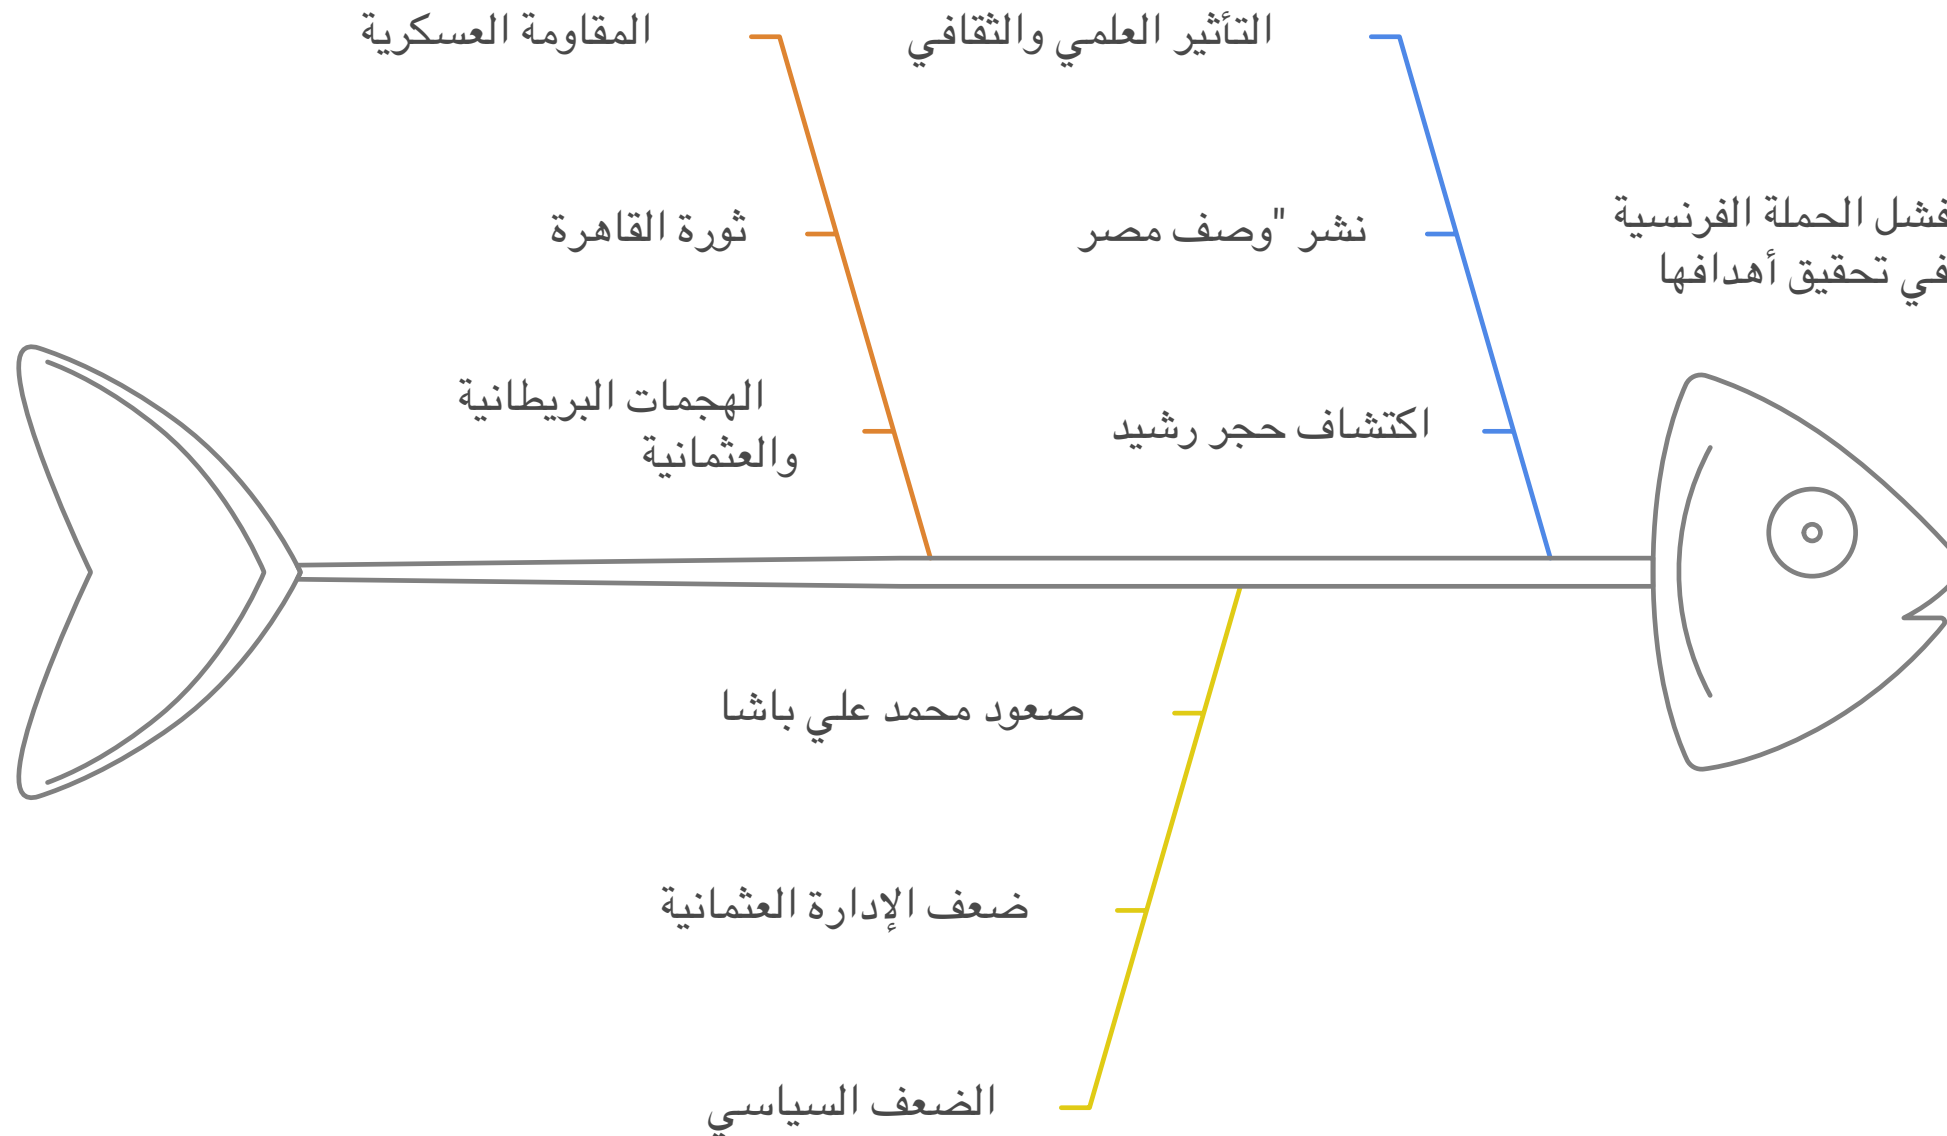 المقاومة العسكرية
ثورة القاهرة
الهجمات البريطانية
والعثمانية
التأثير العلمي والثقافي
نشر "وصف مصر
اكتشاف حجر رشيد
فشل الحملة الفرنسية
في تحقيق أهدافها
صعود محمد علي باشا
ضعف الإدارة العثمانية
الضعف السياسي